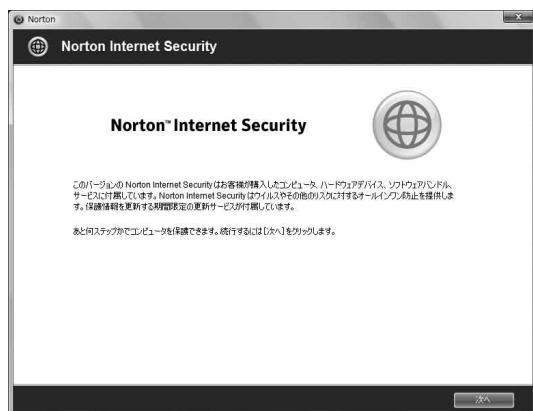 Norton
Norton Internet Security
Norton™ Internet Security
このバージョンの Norton Internet Security はお客様が購入したコンピュータ、ハードウェアデバイス、ソフトウェアバンドル、
サービスに付属しています。Norton Internet Security はウイルスやその他のリスクに対するオールインワン防止を提供しま
す。保護情報を更新する期間限定の更新サービスが付属しています。
あと何ステップかでコンピュータを保護できます。続行するには [次へ] をクリックします。
次へ